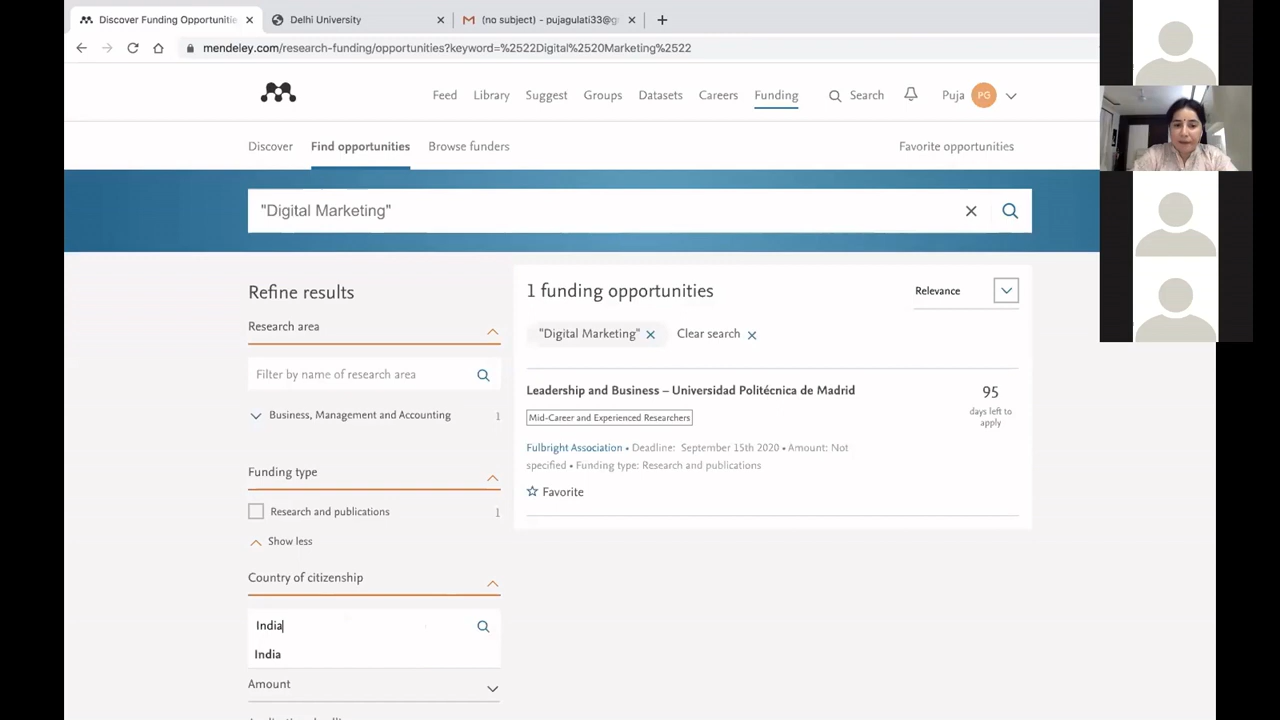 Discover Funding Opportunitie
Delhi University
(no subject) - pujagulati33@g
mendeley.com/research-funding/opportunities?keyword=%2522Digital%2520Marketing%2522
Feed Library Suggest Groups Datasets Careers Funding Search Puja PG
Discover Find opportunities Browse funders Favorite opportunities
"Digital Marketing"
Refine results
Research area
Filter by name of research area
Business, Management and Accounting 1
Funding type
Research and publications 1
Show less
Country of citizenship
India
India
Amount
1 funding opportunities
Relevance
"Digital Marketing" Clear search
Leadership and Business – Universidad Politécnica de Madrid
Mid-Career and Experienced Researchers
Fulbright Association • Deadline: September 15th 2020 • Amount: Not
specified • Funding type: Research and publications
Favorite
95
days left to
apply